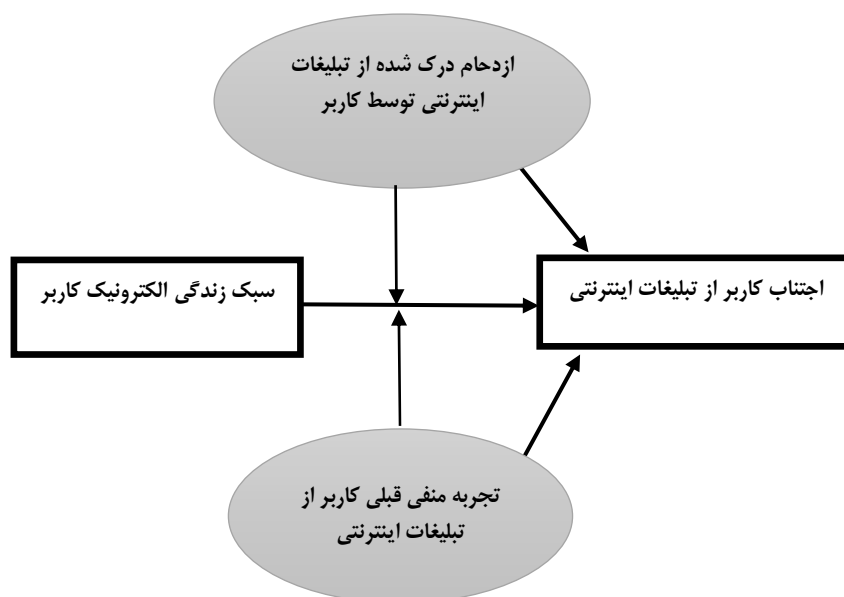 ازدحام درک شده از تبلیغات
اینترنتی توسط کاربر
سبک زندگی الکترونیک کاربر
اجتناب کاربر از تبلیغات اینترنتی
تجربه منفی قبلی کاربر از
تبلیغات اینترنتی